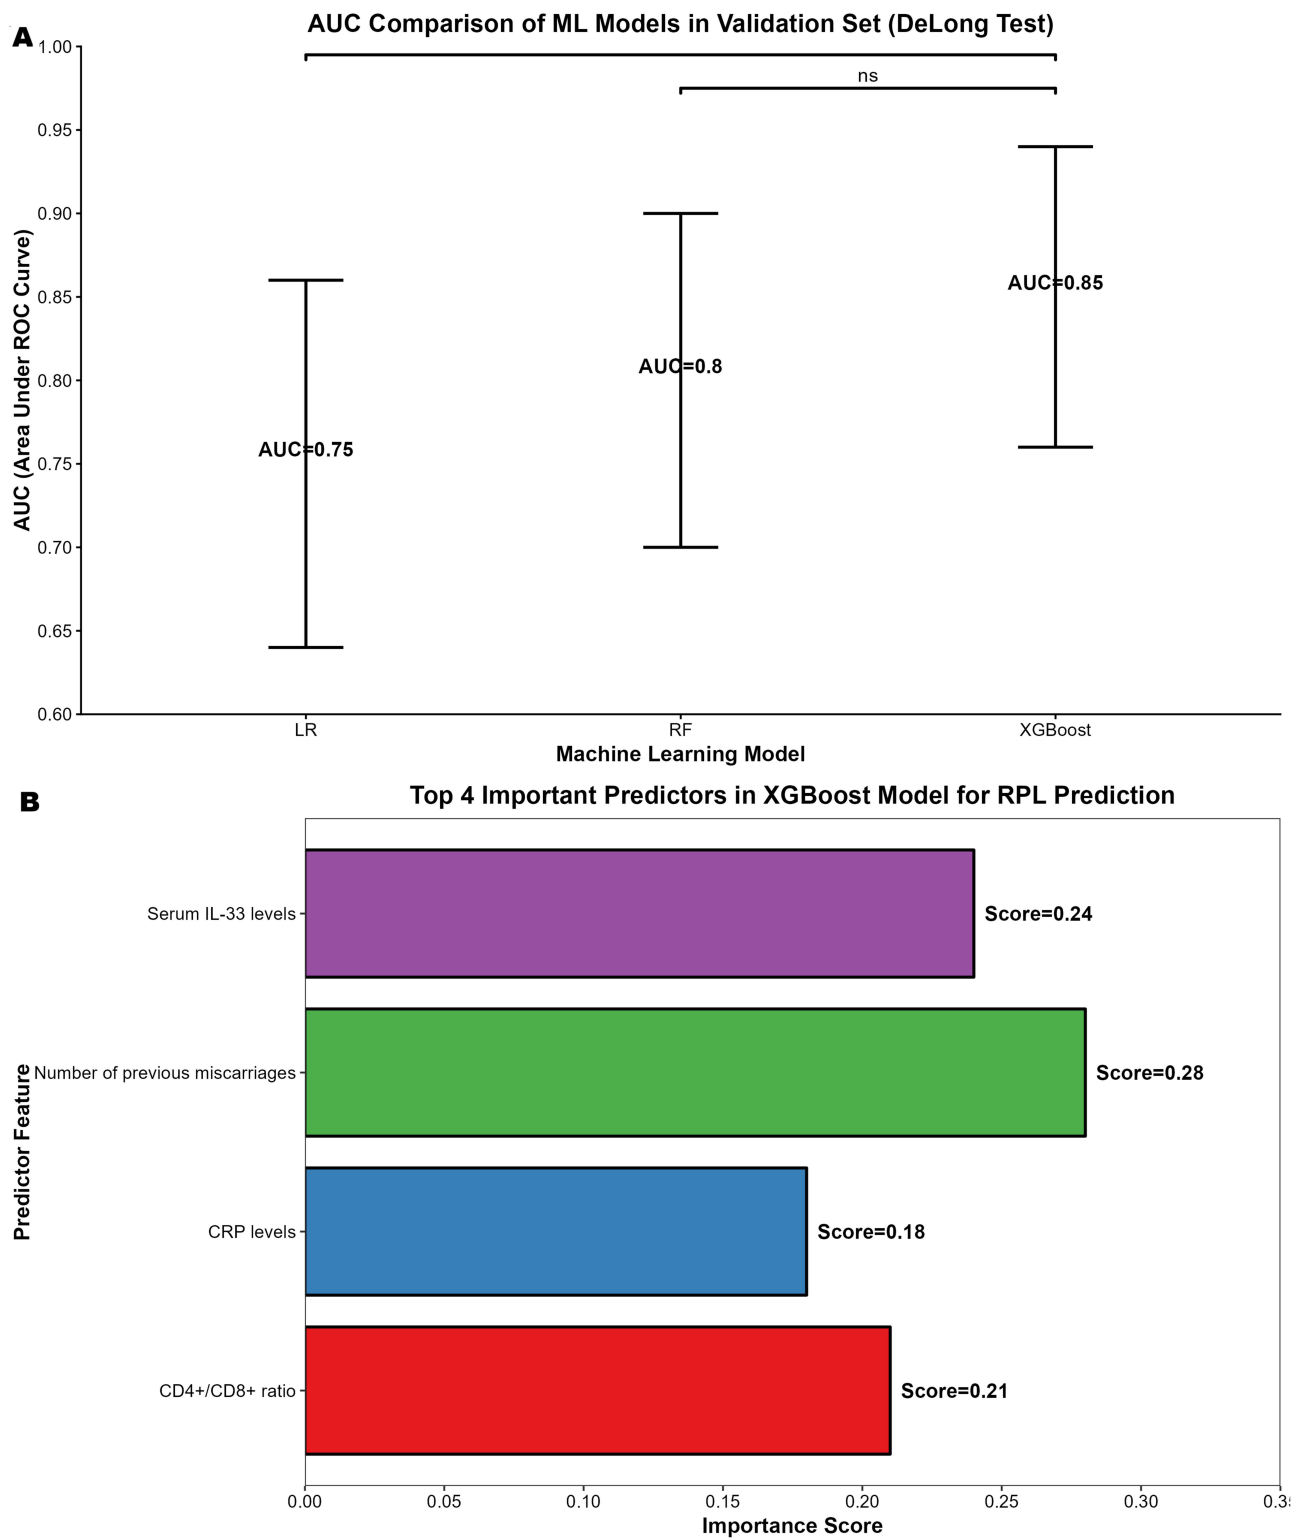 A
AUC Comparison of ML Models in Validation Set (DeLong Test)
1.00
ns
0.95
0.90
AUC=0.85
0.85
AUC=0.8
0.80
AUC=0.75
0.75
0.70
0.65
0.60
AUC (Area Under ROC Curve)
LR RF XGBoost
Machine Learning Model
B
Top 4 Important Predictors in XGBoost Model for RPL Prediction
Serum IL-33 levels
Score=0.24
Number of previous miscarriages
Score=0.28
CRP levels
Score=0.18
CD4+/CD8+ ratio
Score=0.21
Predictor Feature
0.00 0.05 0.10 0.15 0.20 0.25 0.30
Importance Score